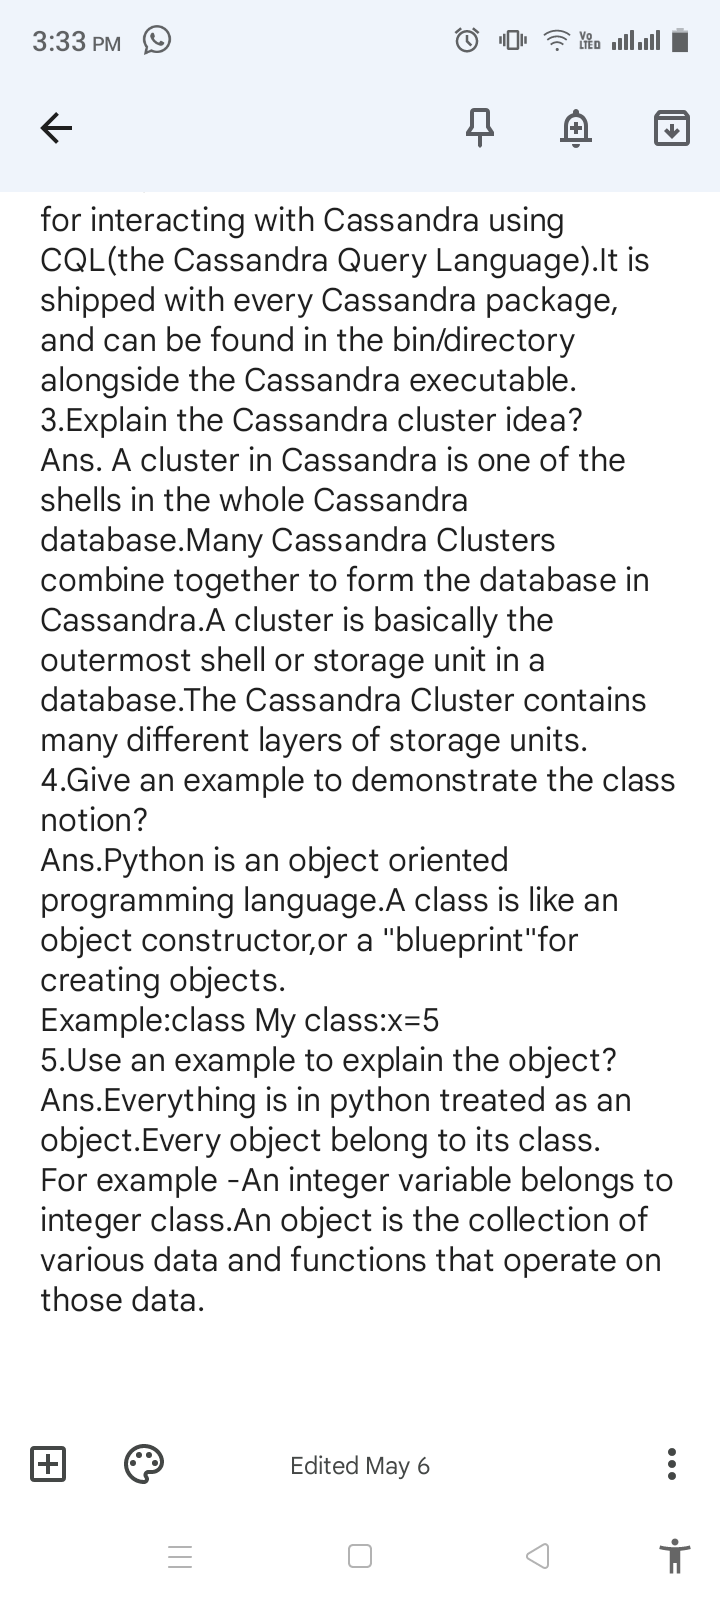 3:33 PM
Vo
LTED
for interacting with Cassandra using
CQL(the Cassandra Query Language).It is
shipped with every Cassandra package,
and can be found in the bin/directory
alongside the Cassandra executable.
3.Explain the Cassandra cluster idea?
Ans. A cluster in Cassandra is one of the
shells in the whole Cassandra
database.Many Cassandra Clusters
combine together to form the database in
Cassandra.A cluster is basically the
outermost shell or storage unit in a
database.The Cassandra Cluster contains
many different layers of storage units.
4.Give an example to demonstrate the class
notion?
Ans.Python is an object oriented
programming language.A class is like an
object constructor,or a "blueprint"for
creating objects.
Example:class My class:x=5
5.Use an example to explain the object?
Ans.Everything is in python treated as an
object.Every object belong to its class.
For example -An integer variable belongs to
integer class.An object is the collection of
various data and functions that operate on
those data.
Edited May 6